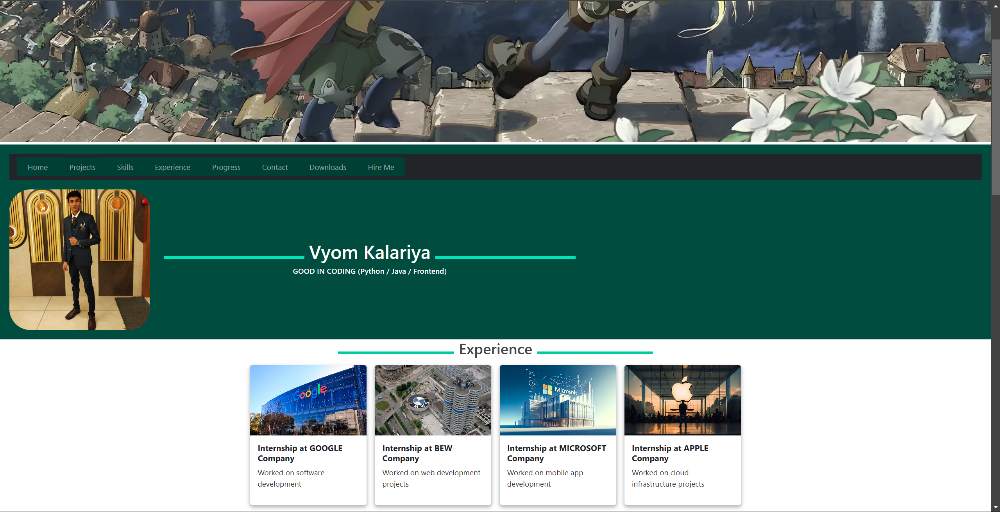 Home Projects Skills Experience Progress Contact Downloads Hire Me
Vyom Kalariya
GOOD IN CODING (Python / Java / Frontend)
Experience
Google
BMW
Microsoft
Internship at GOOGLE
Company
Worked on software
development
Internship at BEW
Company
Worked on web development
projects
Internship at MICROSOFT
Company
Worked on mobile app
development
Internship at APPLE
Company
Worked on cloud
infrastructure projects